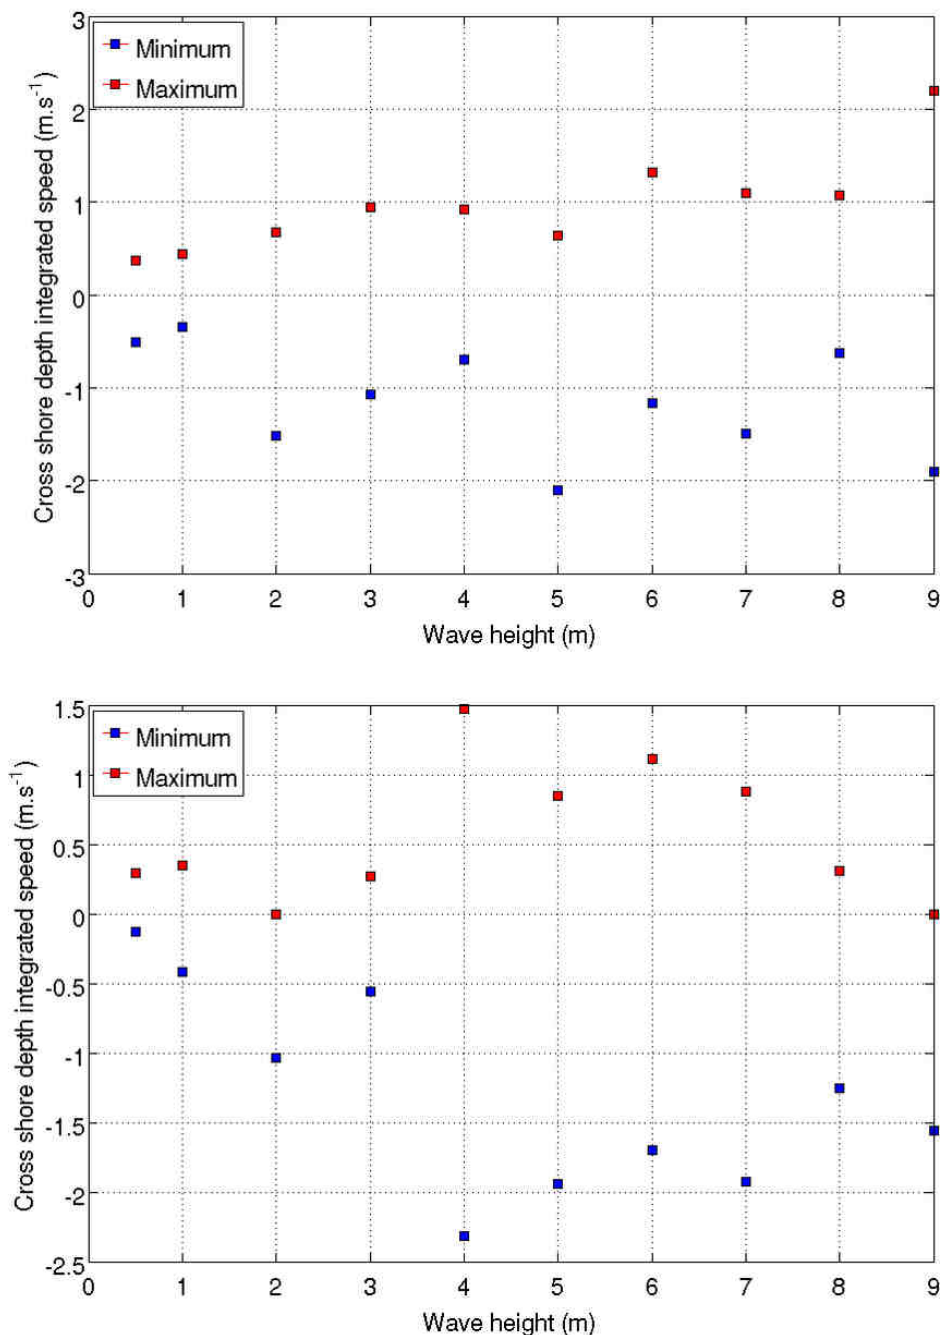 3
2
1
0
-1
-2
-3
Cross shore depth integrated speed (m.s⁻¹)
Minimum
Maximum
0 1 2 3 4 5 6 7 8 9
Wave height (m)
1.5
1
0.5
0
-0.5
-1
-1.5
-2
-2.5
Cross shore depth integrated speed (m.s⁻¹)
Minimum
Maximum
0 1 2 3 4 5 6 7 8 9
Wave height (m)